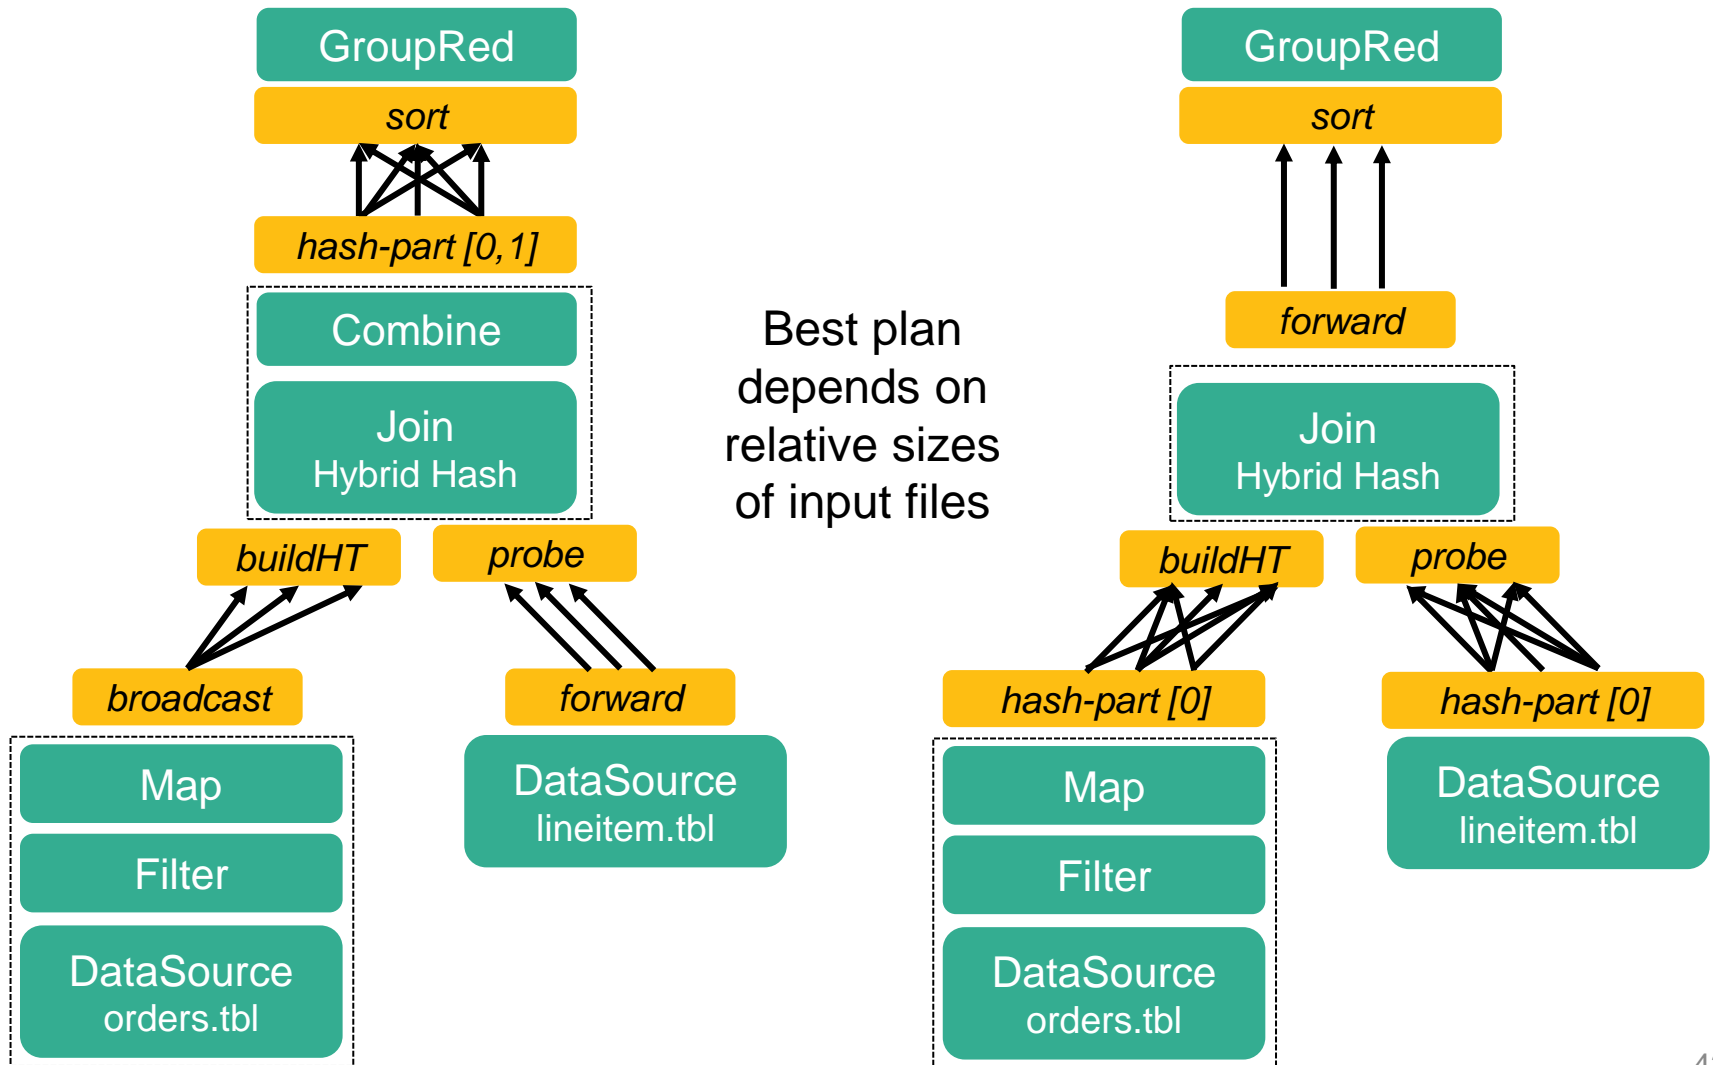 GroupRed
sort
hash-part [0,1]
Combine
Join
Hybrid Hash
buildHT
probe
broadcast
forward
Map
Filter
DataSource
orders.tbl
DataSource
lineitem.tbl
Best plan
depends on
relative sizes
of input files
GroupRed
sort
forward
Join
Hybrid Hash
buildHT
probe
hash-part [0]
hash-part [0]
Map
Filter
DataSource
orders.tbl
DataSource
lineitem.tbl